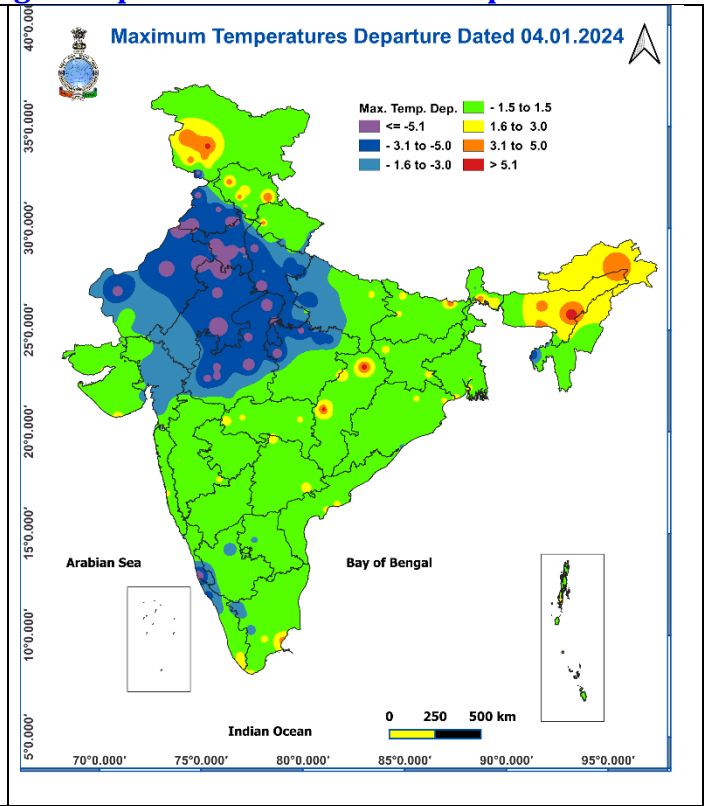 Maximum Temperatures Departure Dated 04.01.2024
Max. Temp. Dep.
<= -5.1
- 3.1 to -5.0
- 1.6 to -3.0
- 1.5 to 1.5
1.6 to 3.0
3.1 to 5.0
> 5.1
40°0.000'
35°0.000'
30°0.000'
25°0.000'
20°0.000'
15°0.000'
10°0.000'
5°0.000'
Arabian Sea
Bay of Bengal
Indian Ocean
0 250 500 km
70°0.000' 75°0.000' 80°0.000' 85°0.000' 90°0.000' 95°0.000'